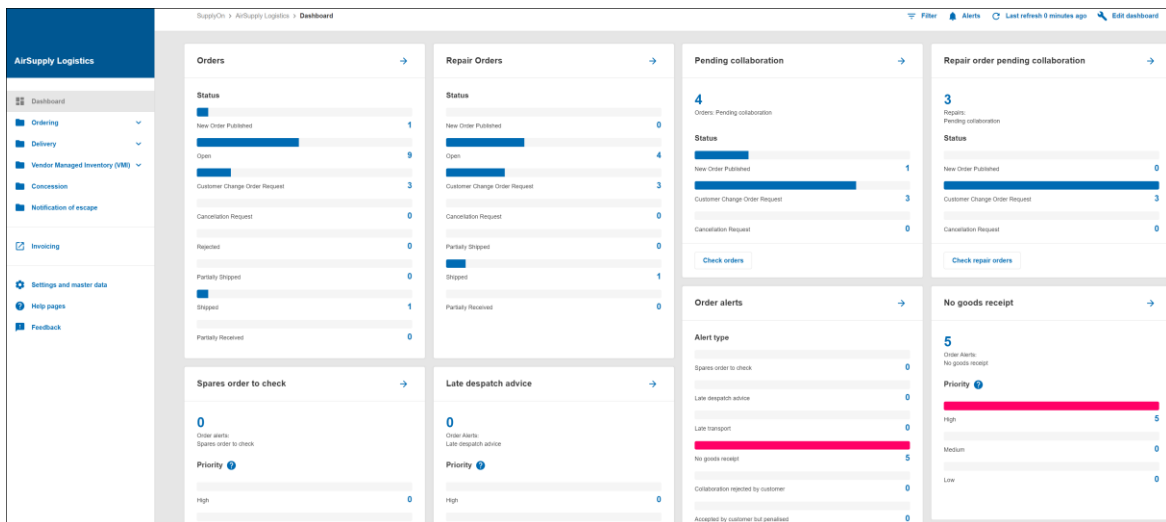 SupplyOn › AirSupply Logistics › Dashboard
Filter
Alerts
Last refresh 0 minutes ago
Edit dashboard
AirSupply Logistics
Dashboard
Ordering
Delivery
Vendor Managed Inventory (VMI)
Concession
Notification of escape
Invoicing
Settings and master data
Help pages
Feedback
Orders
Status
New Order Published 1
Open 9
Customer Change Order Request 3
Cancellation Request 0
Rejected 0
Partially Shipped 0
Shipped 1
Partially Received 0
Repair Orders
Status
New Order Published 0
Open 4
Customer Change Order Request 3
Cancellation Request 0
Partially Shipped 0
Shipped 1
Partially Received 0
Pending collaboration
4
Orders: Pending collaboration
Status
New Order Published 1
Customer Change Order Request 3
Cancellation Request 0
Check orders
Repair order pending collaboration
3
Repairs:
Pending collaboration
Status
New Order Published 0
Customer Change Order Request 3
Cancellation Request 0
Check repair orders
Spares order to check
0
Order alerts:
Spares order to check
Priority ?
High 0
Late despatch advice
0
Order Alerts:
Late despatch advice
Priority ?
High 0
Order alerts
Alert type
Spares order to check 0
Late despatch advice 0
Late transport 0
No goods receipt 5
Collaboration rejected by customer 0
Accepted by customer but penalised 0
No goods receipt
5
Order Alerts:
No goods receipt
Priority ?
High 5
Medium 0
Low 0